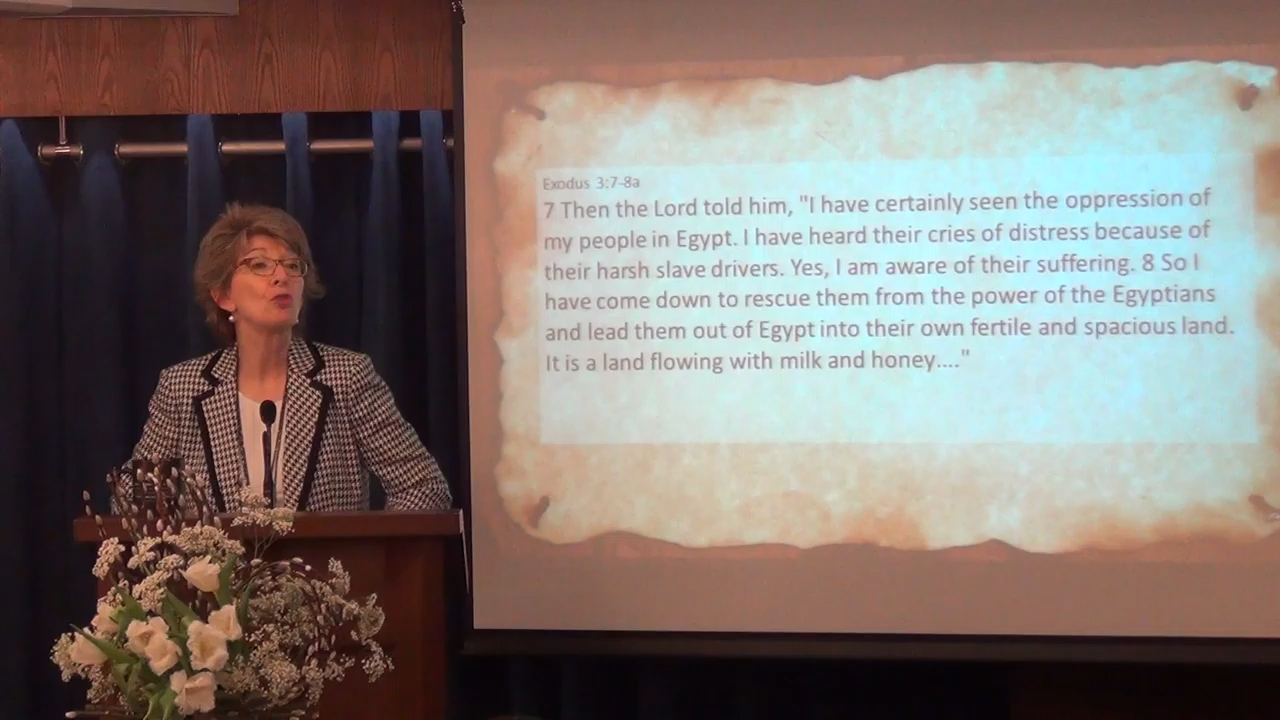 Exodus 3:7-8a
7 Then the Lord told him, "I have certainly seen the oppression of
my people in Egypt. I have heard their cries of distress because of
their harsh slave drivers. Yes, I am aware of their suffering. 8 So I
have come down to rescue them from the power of the Egyptians
and lead them out of Egypt into their own fertile and spacious land.
It is a land flowing with milk and honey...."